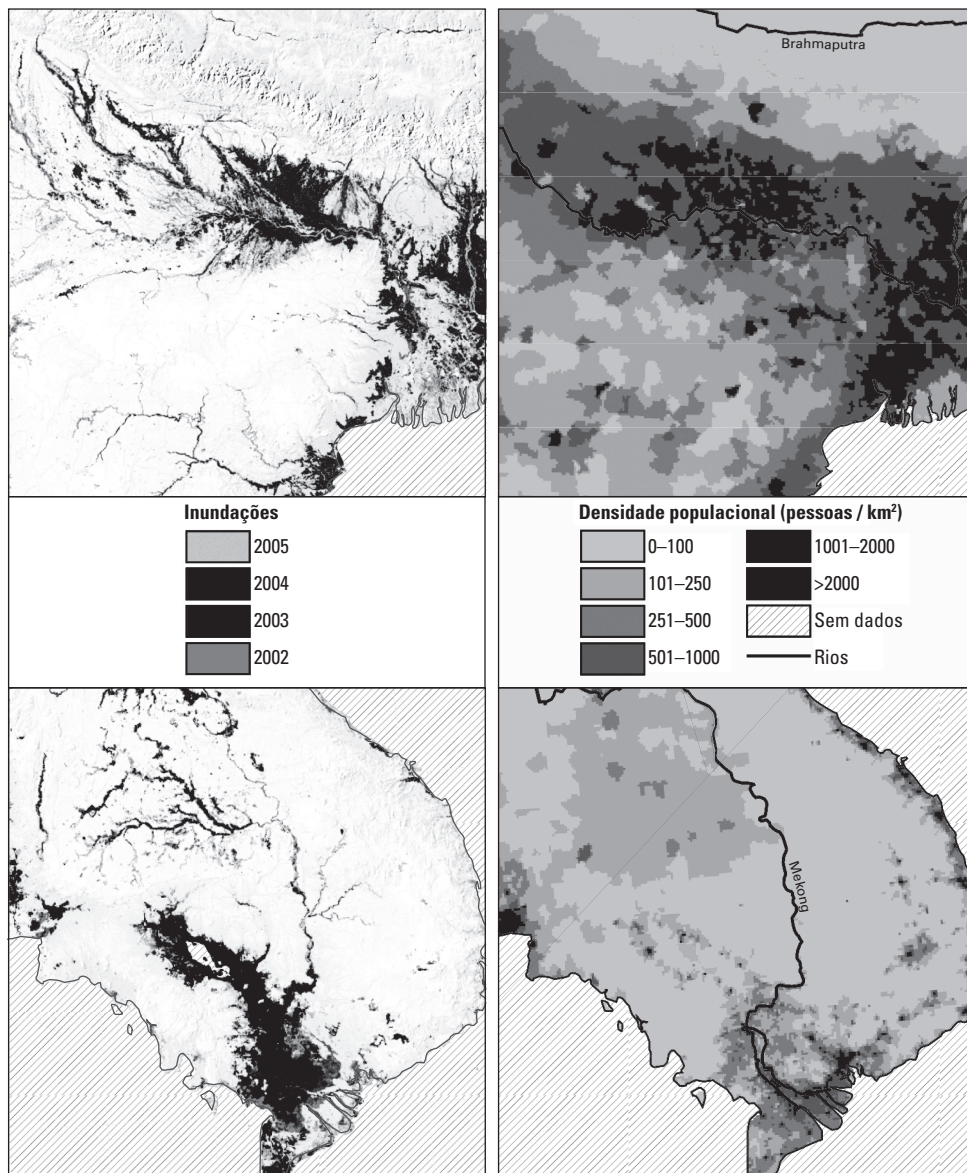 Brahmaputra
Inundações
2005
2004
2003
2002
Densidade populacional (pessoas / km²)
0–100
101–250
251–500
501–1000
1001–2000
>2000
Sem dados
Rios
Mekong